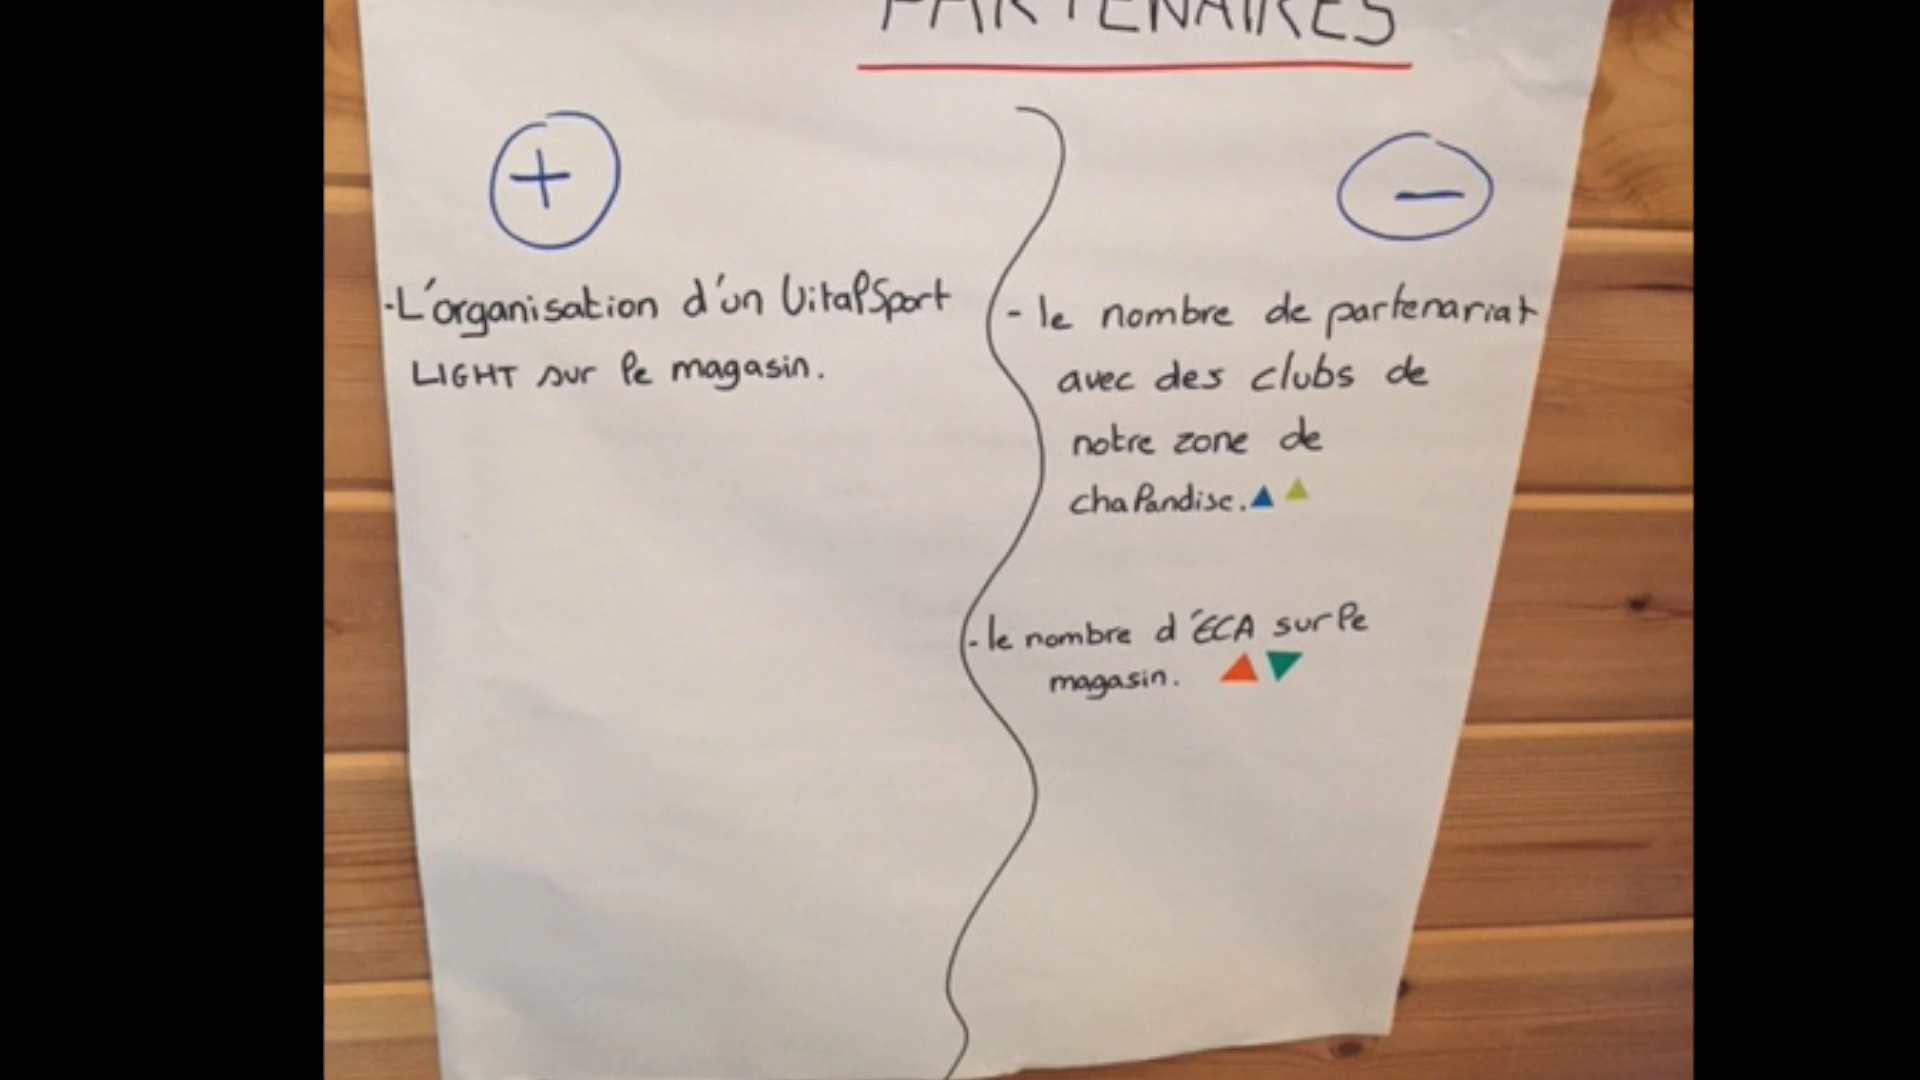 PARTENAIRES
+
-L'organisation d'un VitalSport
LIGHT sur le magasin.
-
- le nombre de partenariat
avec des clubs de
notre zone de
chalandise.
- le nombre d'ECA sur le
magasin.